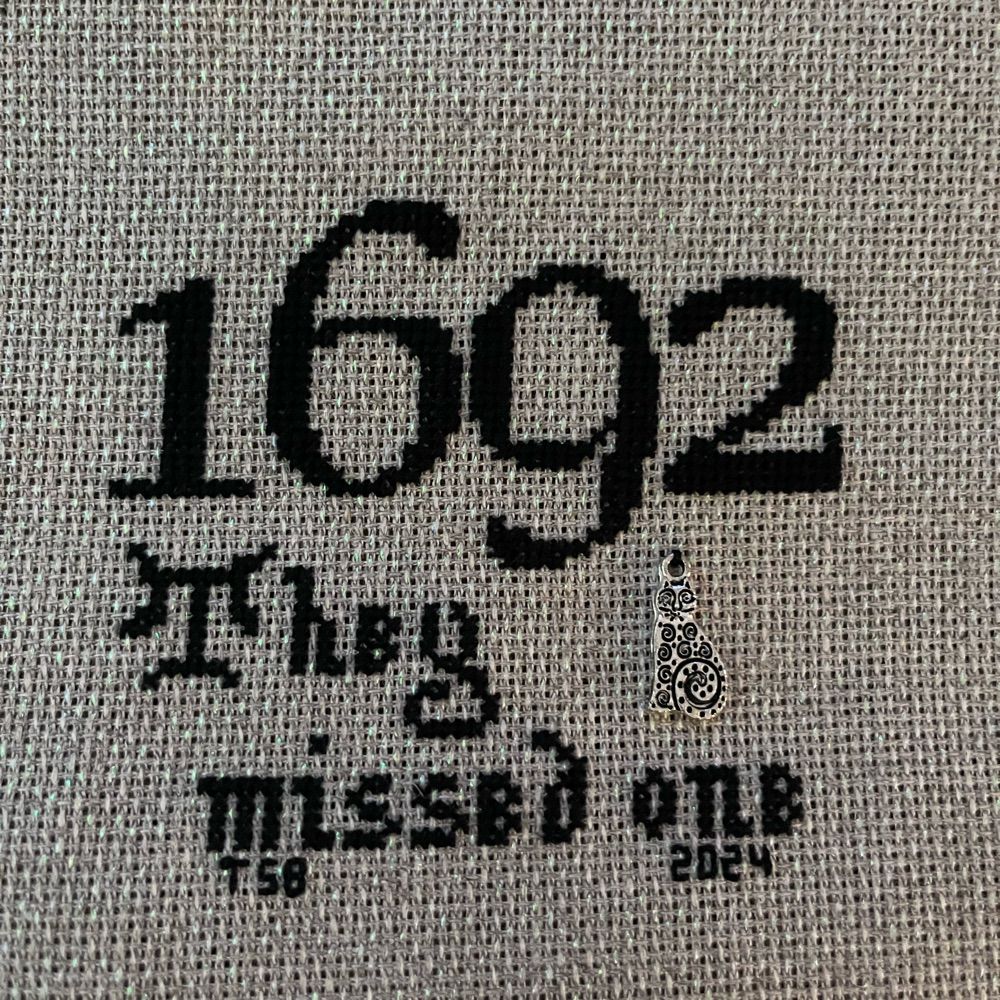 1692
They
missed one
TSB 2024